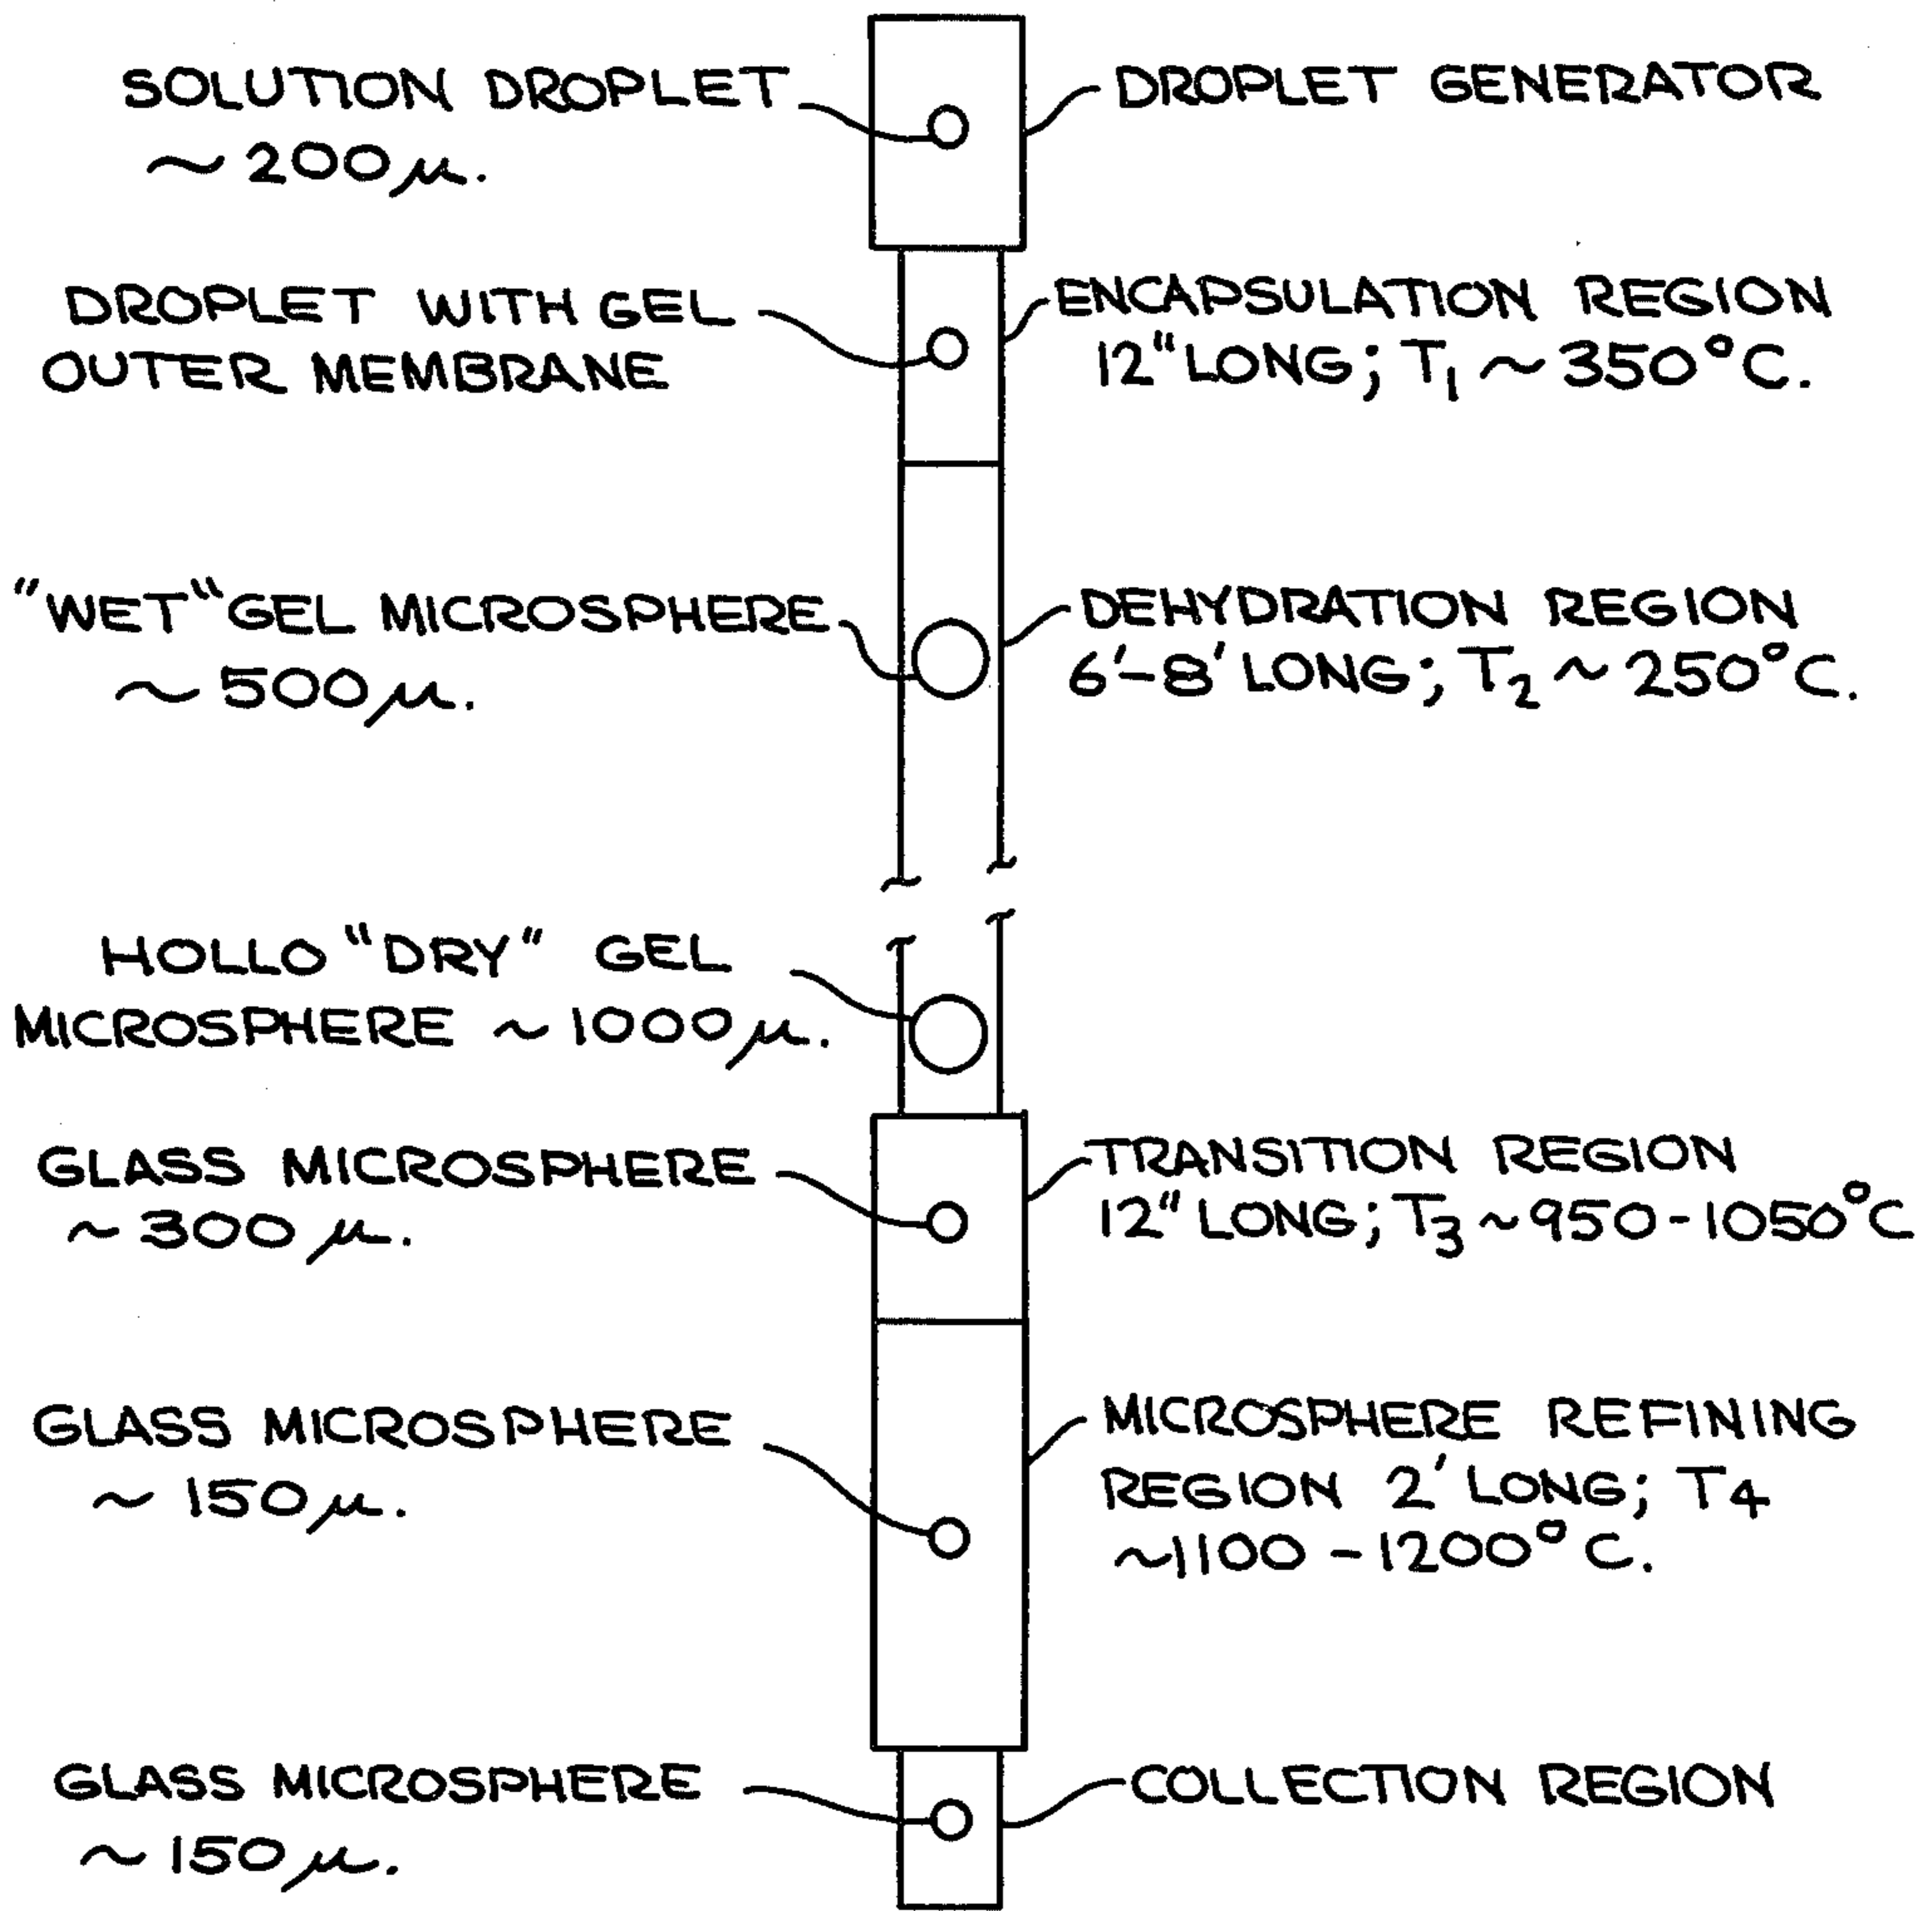 SOLUTION DROPLET
~ 200μ.
DROPLET GENERATOR
DROPLET WITH GEL
OUTER MEMBRANE
ENCAPSULATION REGION
12" LONG; T1 ~ 350°C.
"WET" GEL MICROSPHERE
~ 500μ.
DEHYDRATION REGION
6'-8' LONG; T2 ~ 250°C.
HOLLO "DRY" GEL
MICROSPHERE ~ 1000μ.
GLASS MICROSPHERE
~ 300 μ.
TRANSITION REGION
12" LONG; T3 ~ 950-1050°C
GLASS MICROSPHERE
~ 150μ.
MICROSPHERE REFINING
REGION 2' LONG; T4
~1100 - 1200°C.
GLASS MICROSPHERE
~ 150μ.
COLLECTION REGION